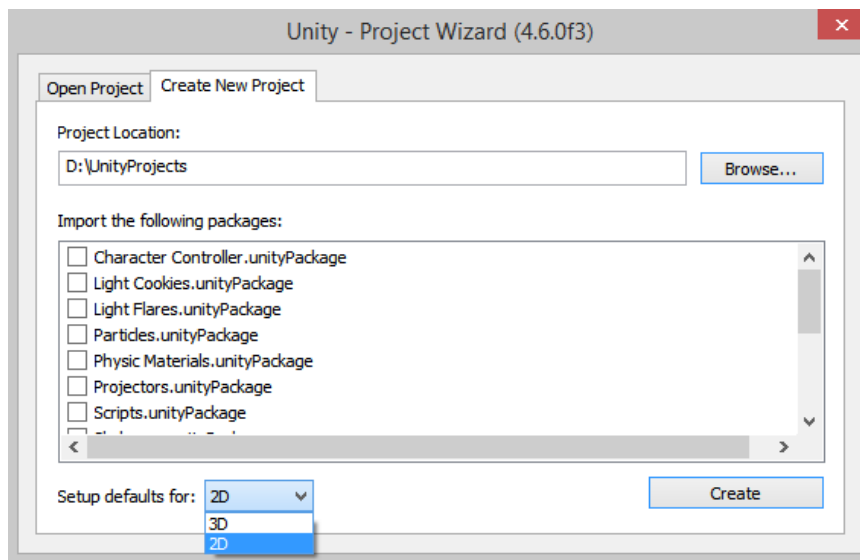 Unity - Project Wizard (4.6.0f3)
Open Project
Create New Project
Project Location:
D:\UnityProjects
Browse...
Import the following packages:
Character Controller.unityPackage
Light Cookies.unityPackage
Light Flares.unityPackage
Particles.unityPackage
Physic Materials.unityPackage
Projectors.unityPackage
Scripts.unityPackage
Setup defaults for:
2D
Create
3D
2D